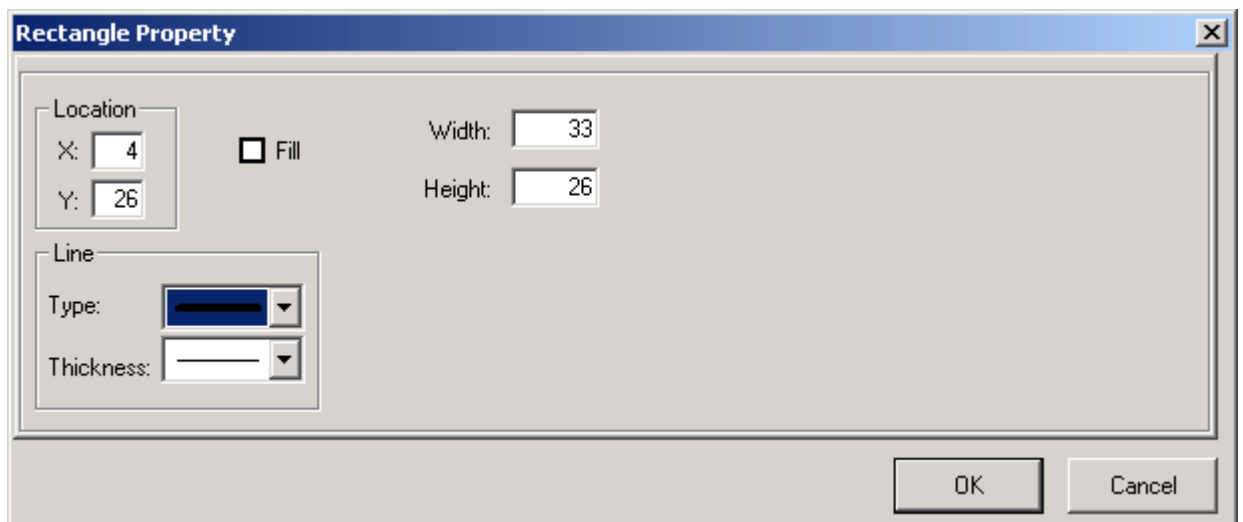 Rectangle Property
Location
X: 4
Y: 26
Fill
Width: 33
Height: 26
Line
Type:
Thickness:
OK Cancel